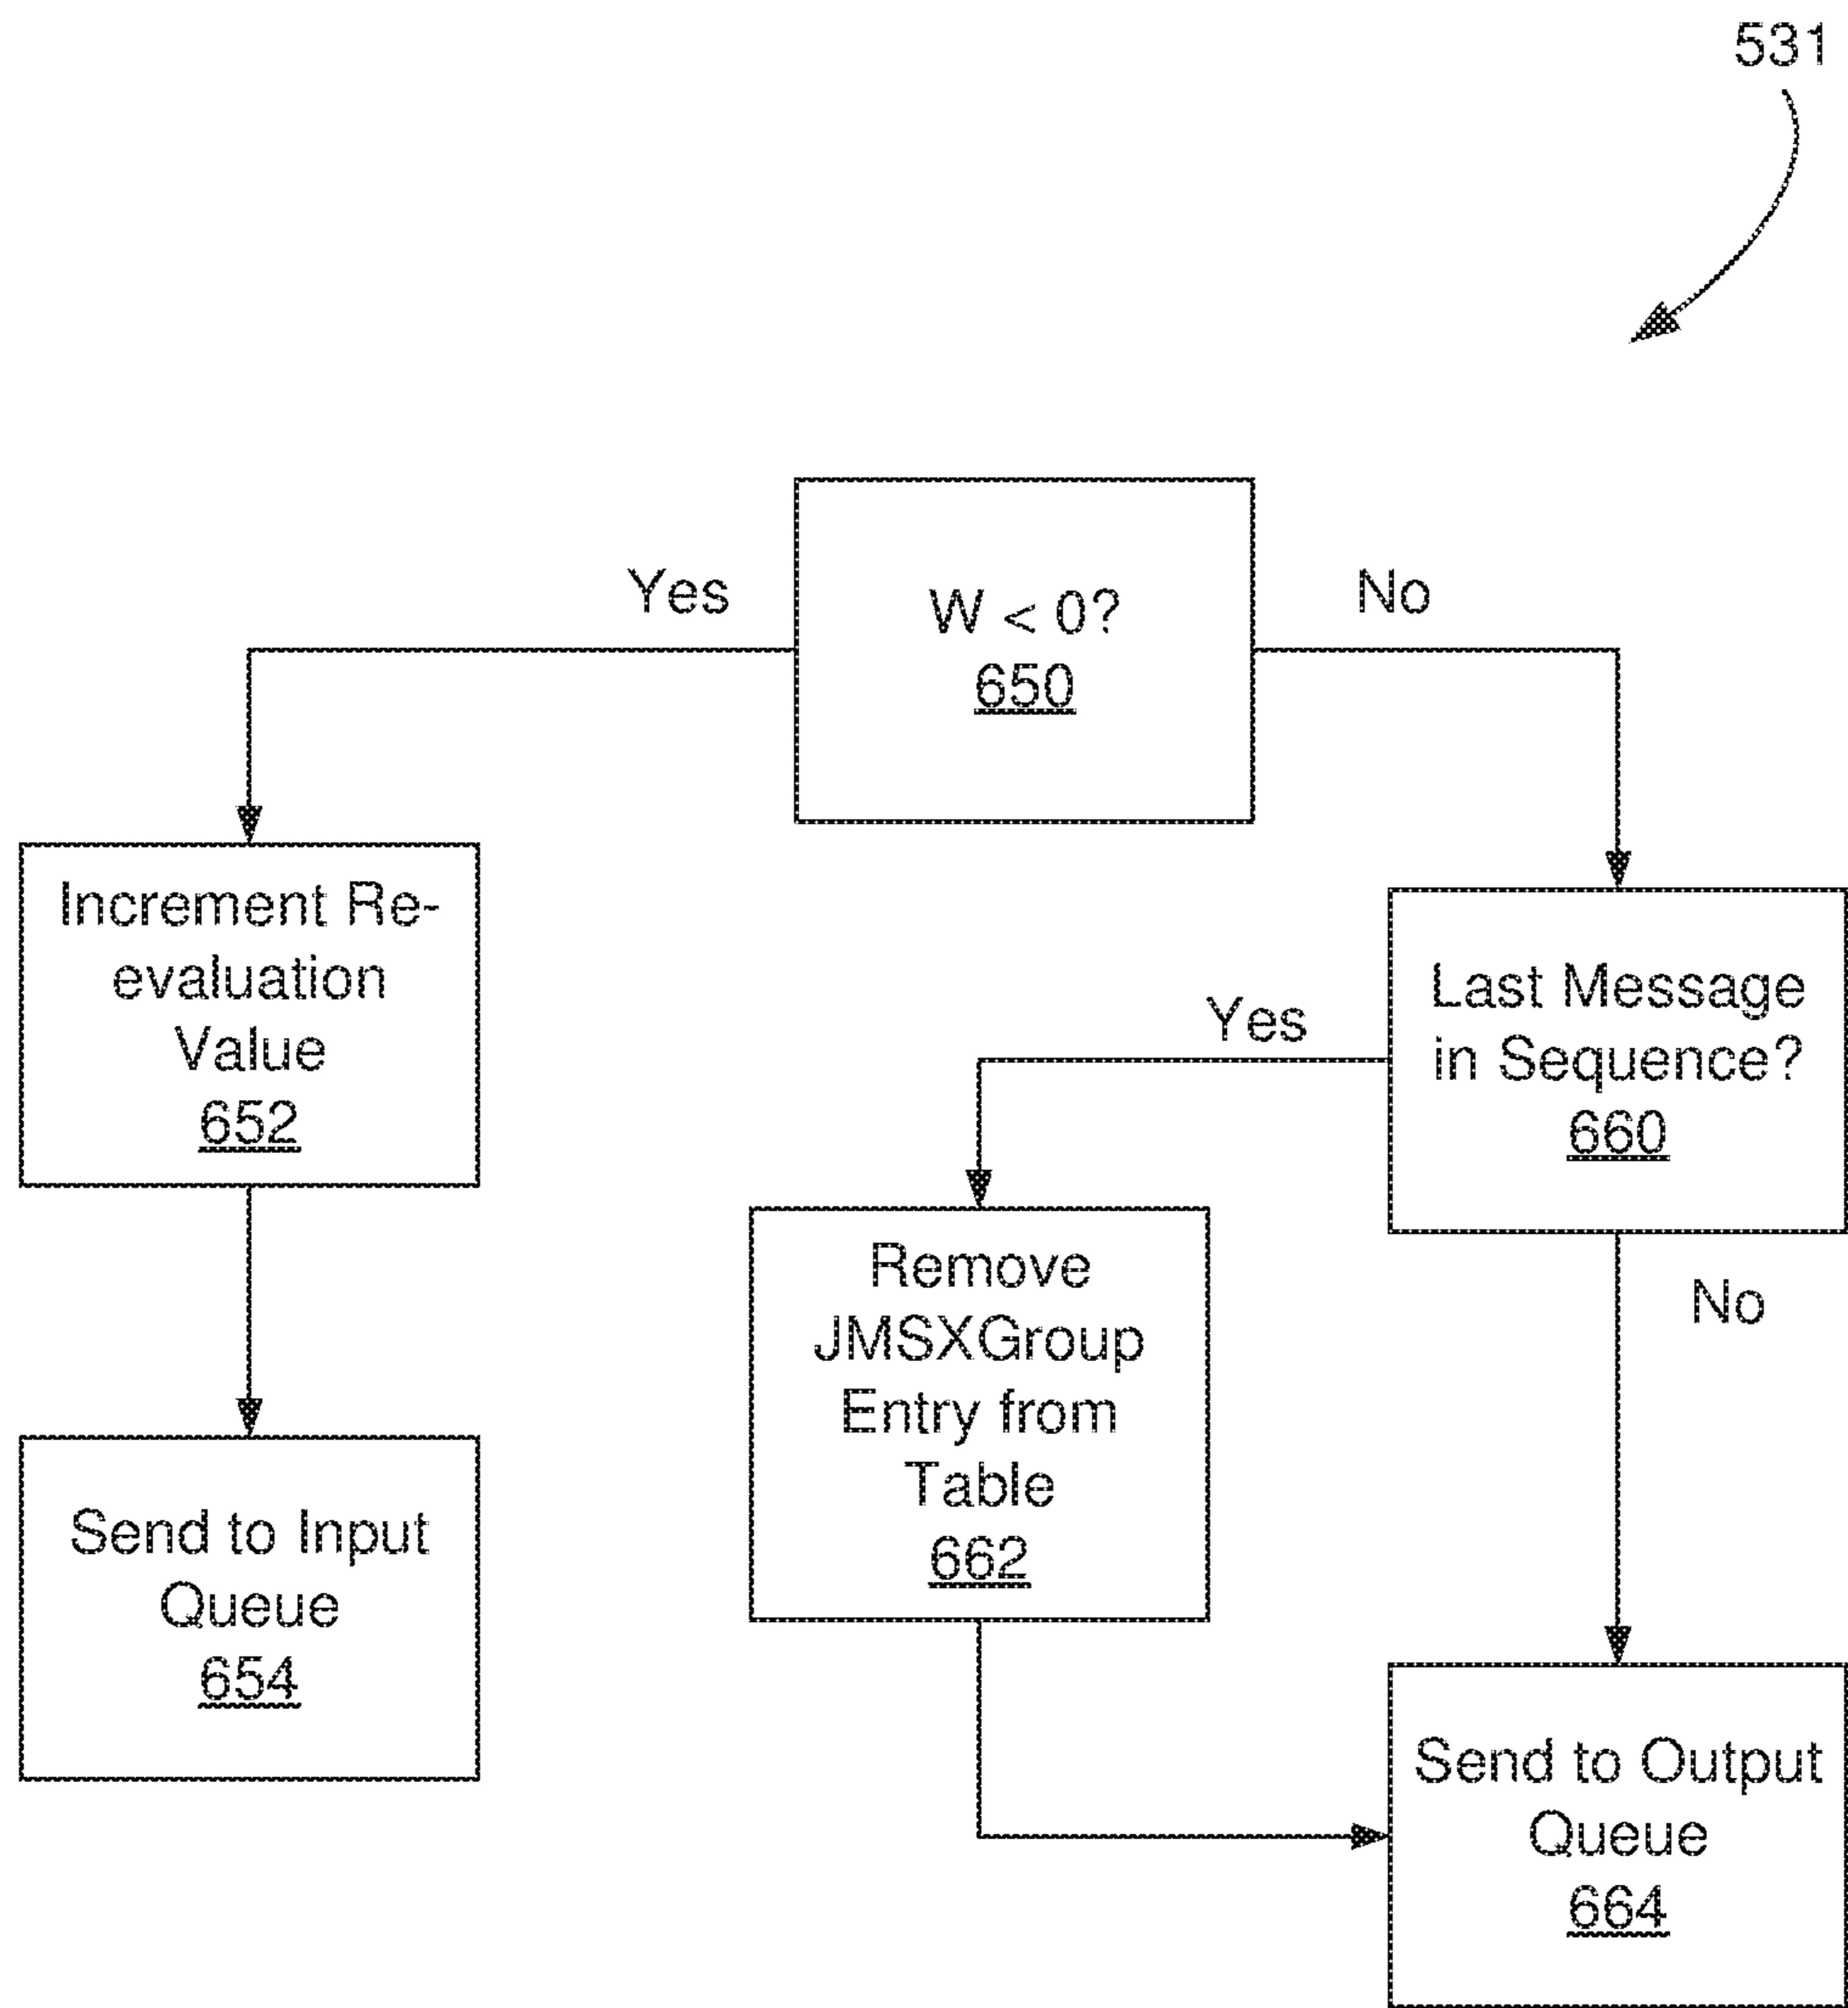 531
Yes
W < 0?
650
No
Increment Re-
evaluation
Value
652
Last Message
in Sequence?
660
Yes
Remove
JMSXGroup
Entry from
Table
662
No
Send to Input
Queue
654
Send to Output
Queue
664